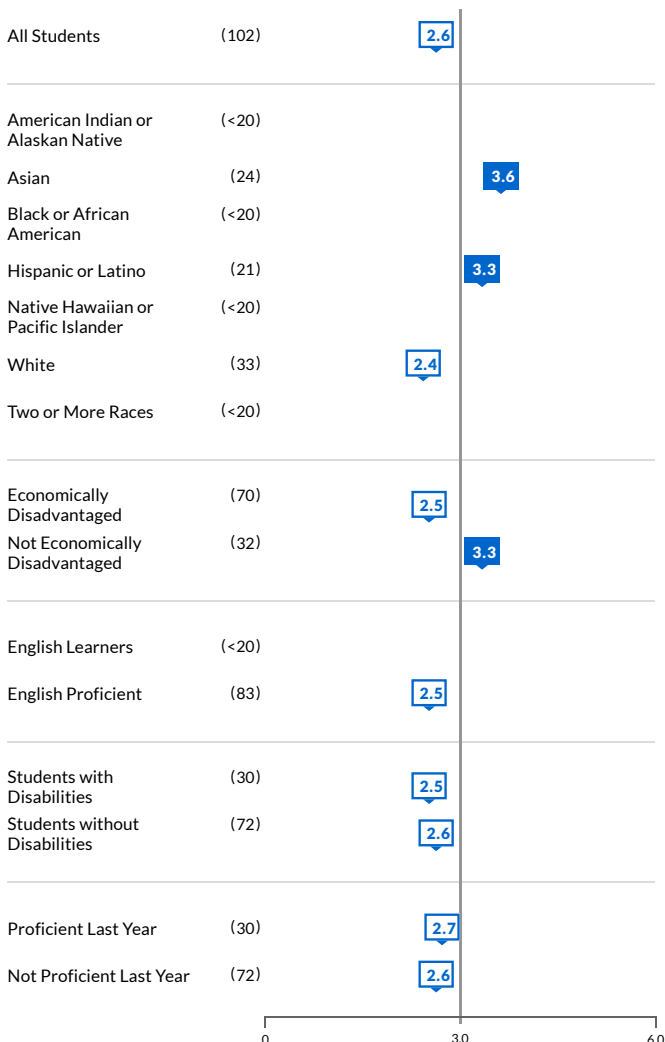 All Students (102) 2.6
American Indian or (<20)
Alaskan Native
Asian (24) 3.6
Black or African (<20)
American
Hispanic or Latino (21) 3.3
Native Hawaiian or (<20)
Pacific Islander
White (33) 2.4
Two or More Races (<20)
Economically (70) 2.5
Disadvantaged
Not Economically (32) 3.3
Disadvantaged
English Learners (<20)
English Proficient (83) 2.5
Students with (30) 2.5
Disabilities
Students without (72) 2.6
Disabilities
Proficient Last Year (30) 2.7
Not Proficient Last Year (72) 2.6
0 3.0 6.0